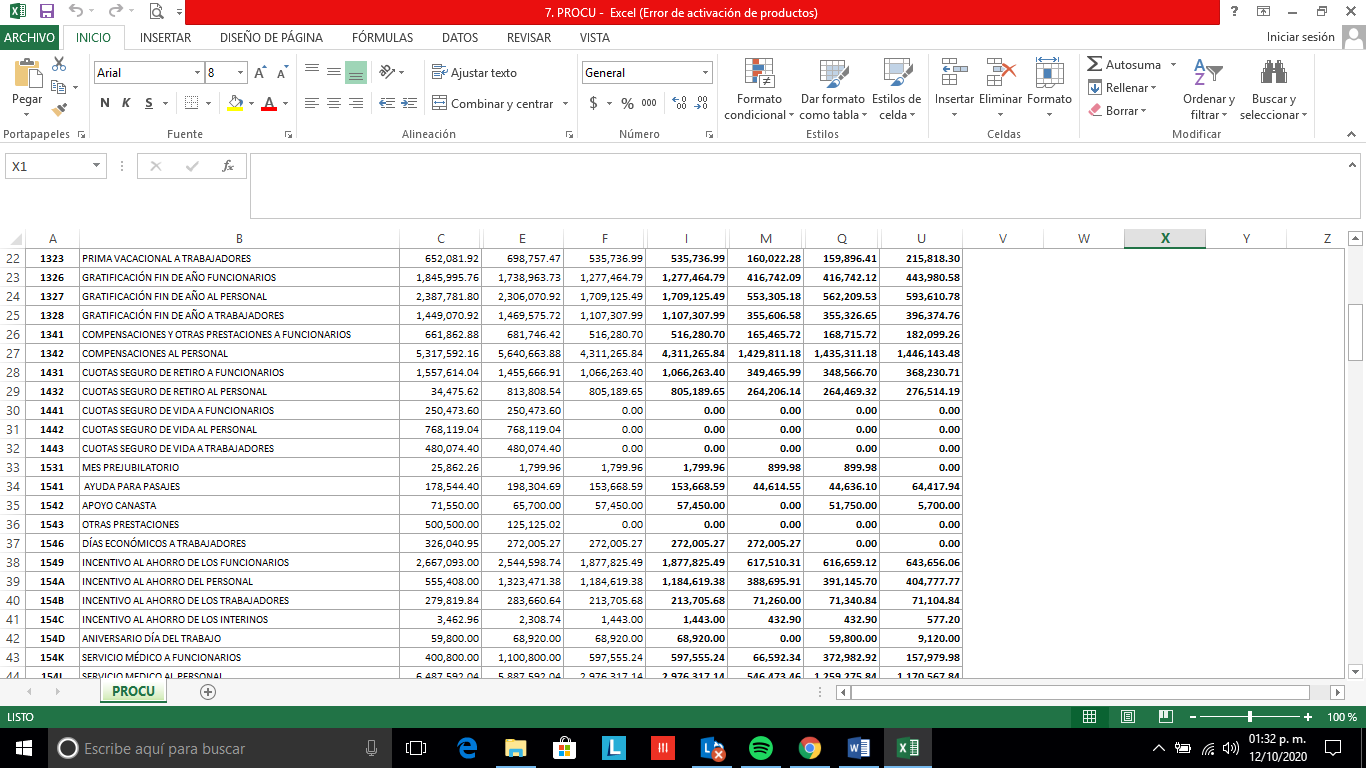 7. PROCU - Excel (Error de activación de productos)
ARCHIVO INICIO INSERTAR DISEÑO DE PÁGINA FÓRMULAS DATOS REVISAR VISTA Iniciar sesión
Pegar
Arial 8
N K S
Ajustar texto
Combinar y centrar
General
$ % 000
Formato condicional
Dar formato como tabla
Estilos de celda
Insertar Eliminar Formato
Autosuma
Rellenar
Borrar
Ordenar y filtrar
Buscar y seleccionar
Portapapeles Fuente Alineación Número Estilos Celdas Modificar
X1 fx
A B C E F I M Q U V W X Y Z
22 1323 PRIMA VACACIONAL A TRABAJADORES 652,081.92 698,757.47 535,736.99 535,736.99 160,022.28 159,896.41 215,818.30
23 1326 GRATIFICACIÓN FIN DE AÑO FUNCIONARIOS 1,845,995.76 1,738,963.73 1,277,464.79 1,277,464.79 416,742.09 416,742.12 443,980.58
24 1327 GRATIFICACIÓN FIN DE AÑO AL PERSONAL 2,387,781.80 2,306,070.92 1,709,125.49 1,709,125.49 553,305.18 562,209.53 593,610.78
25 1328 GRATIFICACIÓN FIN DE AÑO A TRABAJADORES 1,449,070.92 1,469,575.72 1,107,307.99 1,107,307.99 355,606.58 355,326.65 396,374.76
26 1341 COMPENSACIONES Y OTRAS PRESTACIONES A FUNCIONARIOS 661,862.88 681,746.42 516,280.70 516,280.70 165,465.72 168,715.72 182,099.26
27 1342 COMPENSACIONES AL PERSONAL 5,317,592.16 5,640,663.88 4,311,265.84 4,311,265.84 1,429,811.18 1,435,311.18 1,446,143.48
28 1431 CUOTAS SEGURO DE RETIRO A FUNCIONARIOS 1,557,614.04 1,455,666.91 1,066,263.40 1,066,263.40 349,465.99 348,566.70 368,230.71
29 1432 CUOTAS SEGURO DE RETIRO AL PERSONAL 34,475.62 813,808.54 805,189.65 805,189.65 264,206.14 264,469.32 276,514.19
30 1441 CUOTAS SEGURO DE VIDA A FUNCIONARIOS 250,473.60 250,473.60 0.00 0.00 0.00 0.00 0.00
31 1442 CUOTAS SEGURO DE VIDA AL PERSONAL 768,119.04 768,119.04 0.00 0.00 0.00 0.00 0.00
32 1443 CUOTAS SEGURO DE VIDA A TRABAJADORES 480,074.40 480,074.40 0.00 0.00 0.00 0.00 0.00
33 1531 MES PREJUBILATORIO 25,862.26 1,799.96 1,799.96 1,799.96 899.98 899.98 0.00
34 1541 AYUDA PARA PASAJES 178,544.40 198,304.69 153,668.59 153,668.59 44,614.55 44,636.10 64,417.94
35 1542 APOYO CANASTA 71,550.00 65,700.00 57,450.00 57,450.00 0.00 51,750.00 5,700.00
36 1543 OTRAS PRESTACIONES 500,500.00 125,125.02 0.00 0.00 0.00 0.00 0.00
37 1546 DÍAS ECONÓMICOS A TRABAJADORES 326,040.95 272,005.27 272,005.27 272,005.27 272,005.27 0.00 0.00
38 1549 INCENTIVO AL AHORRO DE LOS FUNCIONARIOS 2,667,093.00 2,544,598.74 1,877,825.49 1,877,825.49 617,510.31 616,659.12 643,656.06
39 154A INCENTIVO AL AHORRO DEL PERSONAL 555,408.00 1,323,471.38 1,184,619.38 1,184,619.38 388,695.91 391,145.70 404,777.77
40 154B INCENTIVO AL AHORRO DE LOS TRABAJADORES 279,819.84 283,660.64 213,705.68 213,705.68 71,260.00 71,340.84 71,104.84
41 154C INCENTIVO AL AHORRO DE LOS INTERINOS 3,462.96 2,308.74 1,443.00 1,443.00 432.90 432.90 577.20
42 154D ANIVERSARIO DÍA DEL TRABAJO 59,800.00 68,920.00 68,920.00 68,920.00 0.00 59,800.00 9,120.00
43 154K SERVICIO MÉDICO A FUNCIONARIOS 400,800.00 1,100,800.00 597,555.24 597,555.24 66,592.34 372,982.92 157,979.98
44 154L SERVICIO MEDICO AL PERSONAL 6,487,592.04 5,887,592.04 2,976,317.14 2,976,317.14 546,473.46 1,259,275.84 1,170,567.84
PROCU
LISTO 100 %
Escribe aquí para buscar
01:32 p. m.
12/10/2020